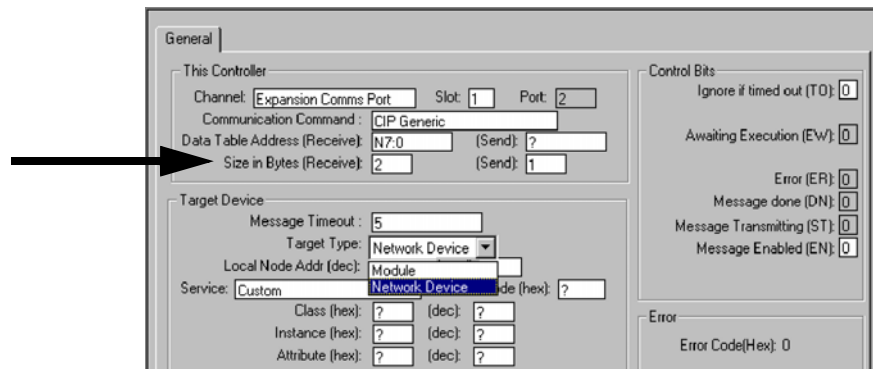 General
This Controller
Channel: Expansion Comms Port Slot: 1 Port: 2
Communication Command : CIP Generic
Data Table Address (Receive): N7:0 (Send): ?
Size in Bytes (Receive): 2 (Send): 1
Target Device
Message Timeout : 5
Target Type: Network Device
Local Node Addr (dec):
Module
Network Device
Service: Custom de (hex): ?
Class (hex): ? (dec): ?
Instance (hex): ? (dec): ?
Attribute (hex): ? (dec): ?
Control Bits
Ignore if timed out (TO): 0
Awaiting Execution (EW): 0
Error (ER): 0
Message done (DN): 0
Message Transmitting (ST): 0
Message Enabled (EN): 0
Error
Error Code(Hex): 0